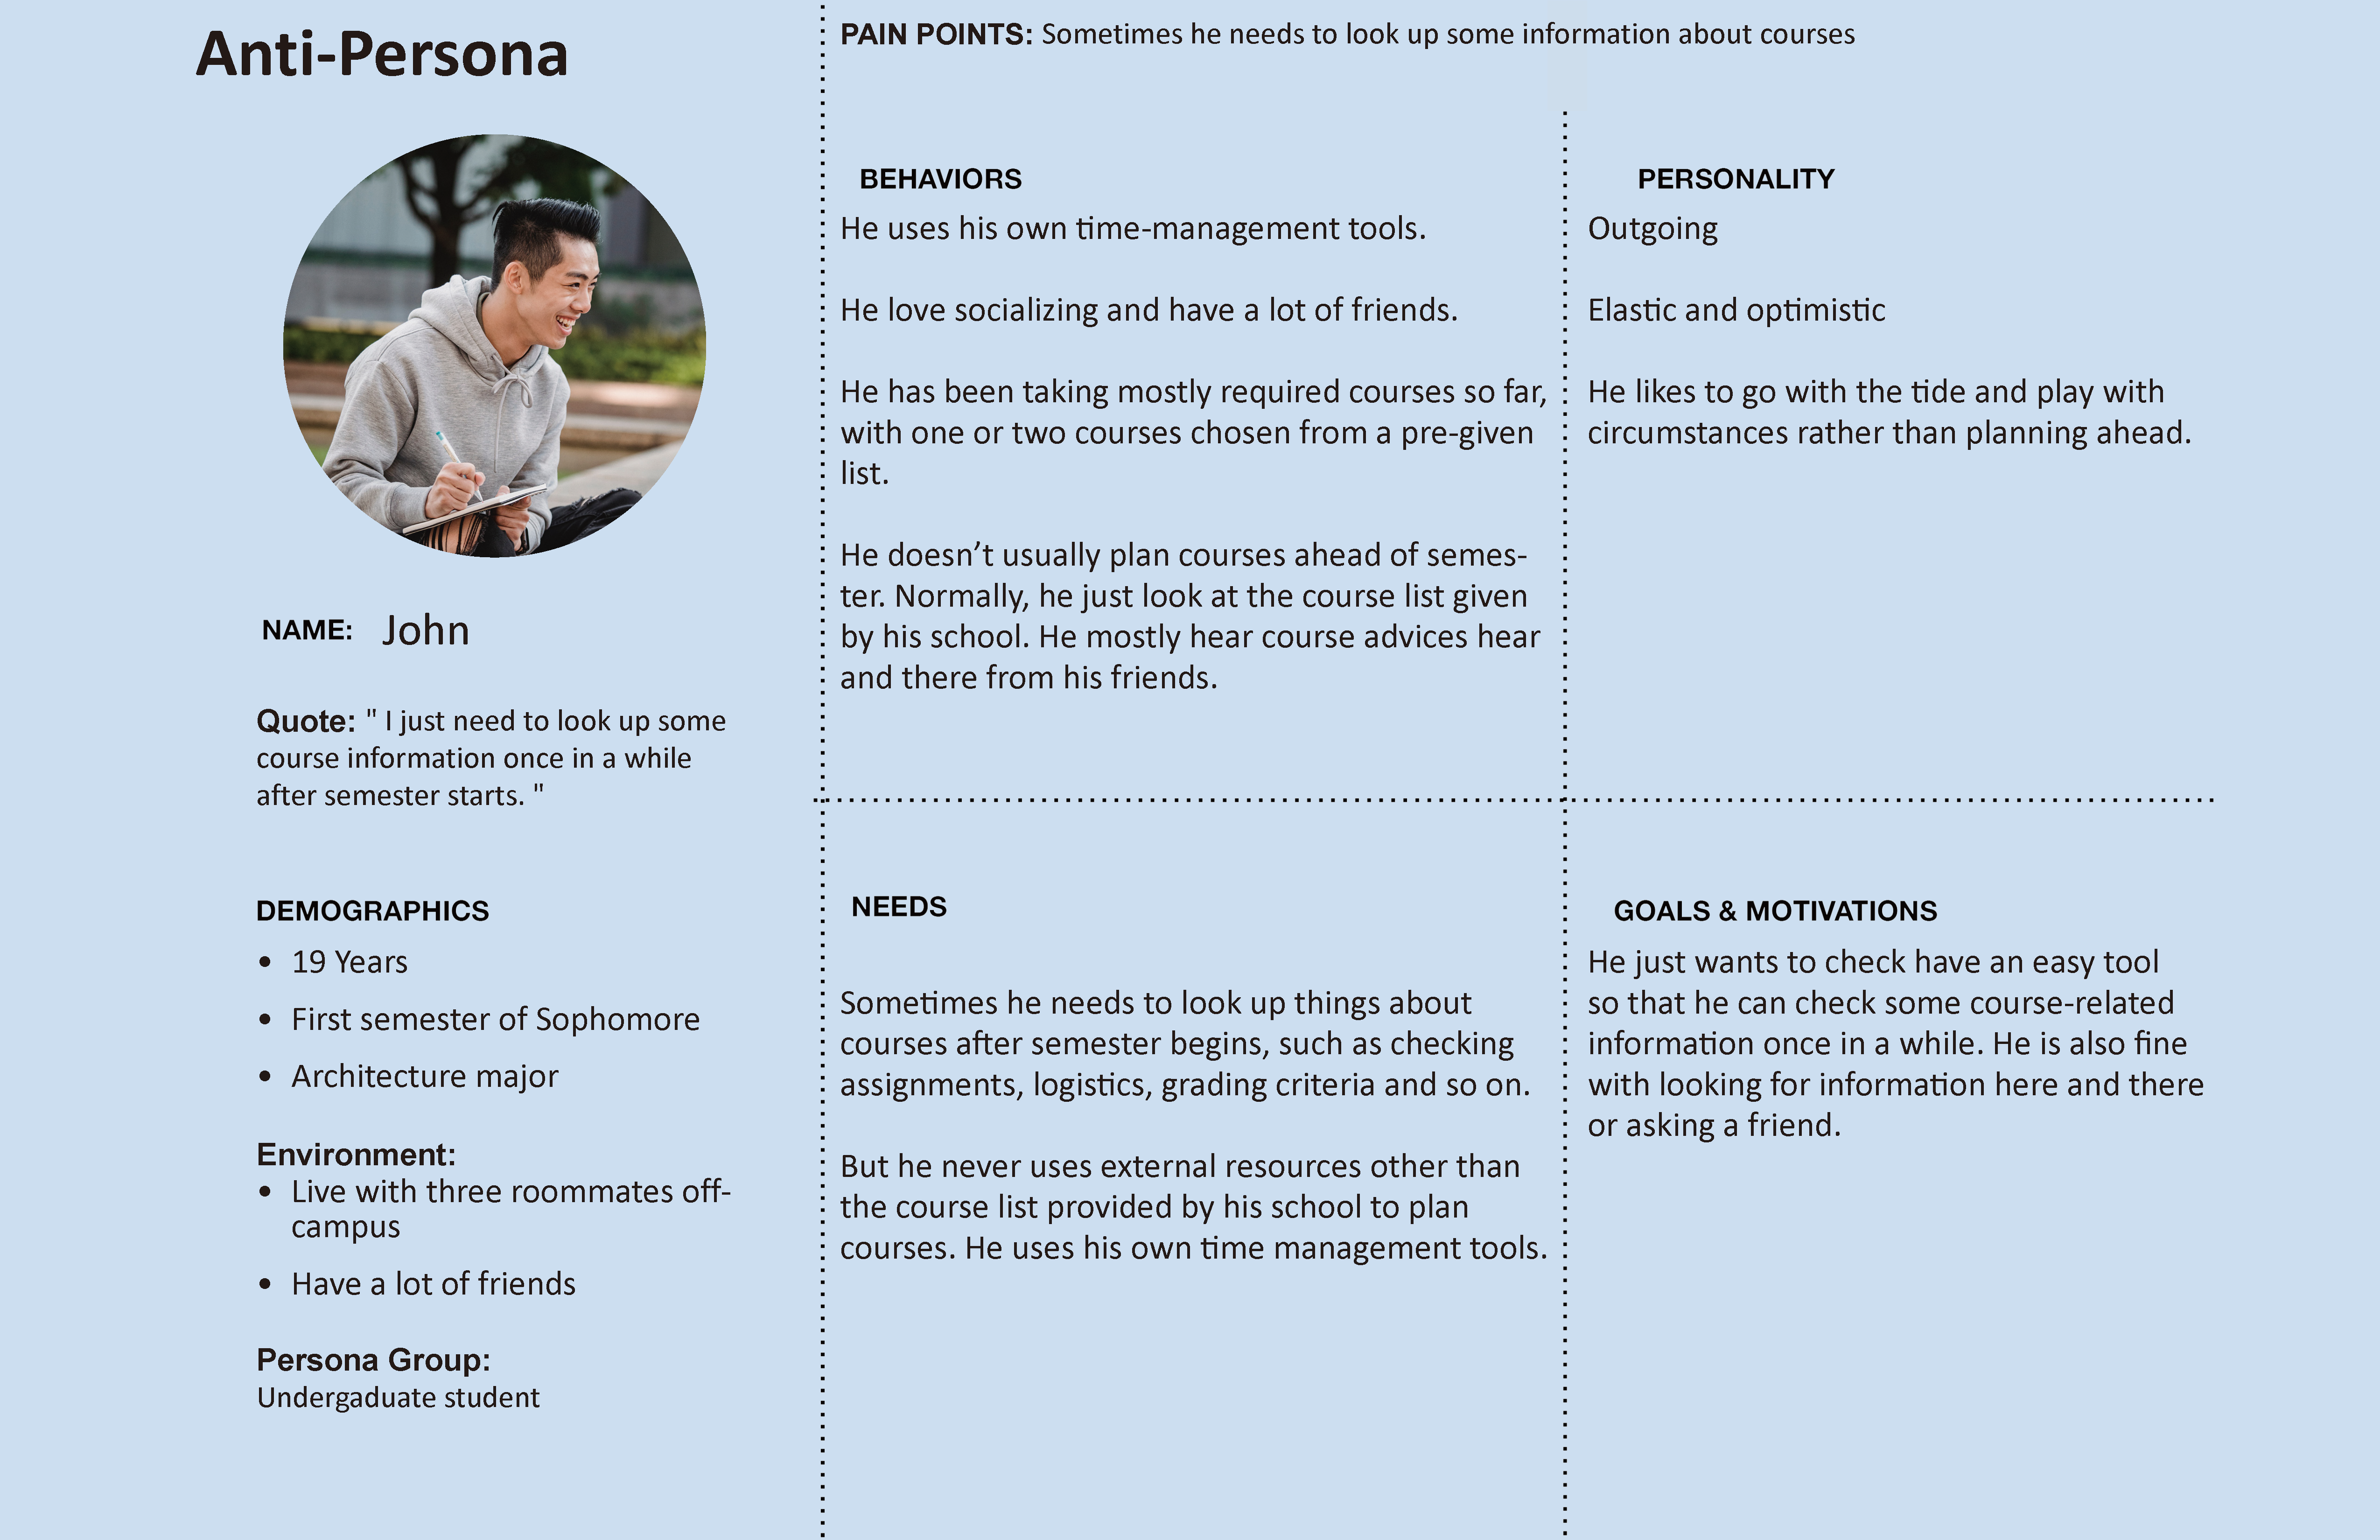 Anti-Persona
NAME: John
Quote: " I just need to look up some
course information once in a while
after semester starts. "
DEMOGRAPHICS
• 19 Years
• First semester of Sophomore
• Architecture major
Environment:
• Live with three roommates off-
campus
• Have a lot of friends
Persona Group:
Undergaduate student
PAIN POINTS: Sometimes he needs to look up some information about courses
BEHAVIORS
He uses his own time-management tools.
He love socializing and have a lot of friends.
He has been taking mostly required courses so far,
with one or two courses chosen from a pre-given
list.
He doesn’t usually plan courses ahead of semes-
ter. Normally, he just look at the course list given
by his school. He mostly hear course advices hear
and there from his friends.
PERSONALITY
Outgoing
Elastic and optimistic
He likes to go with the tide and play with
circumstances rather than planning ahead.
NEEDS
Sometimes he needs to look up things about
courses after semester begins, such as checking
assignments, logistics, grading criteria and so on.
But he never uses external resources other than
the course list provided by his school to plan
courses. He uses his own time management tools.
GOALS & MOTIVATIONS
He just wants to check have an easy tool
so that he can check some course-related
information once in a while. He is also fine
with looking for information here and there
or asking a friend.